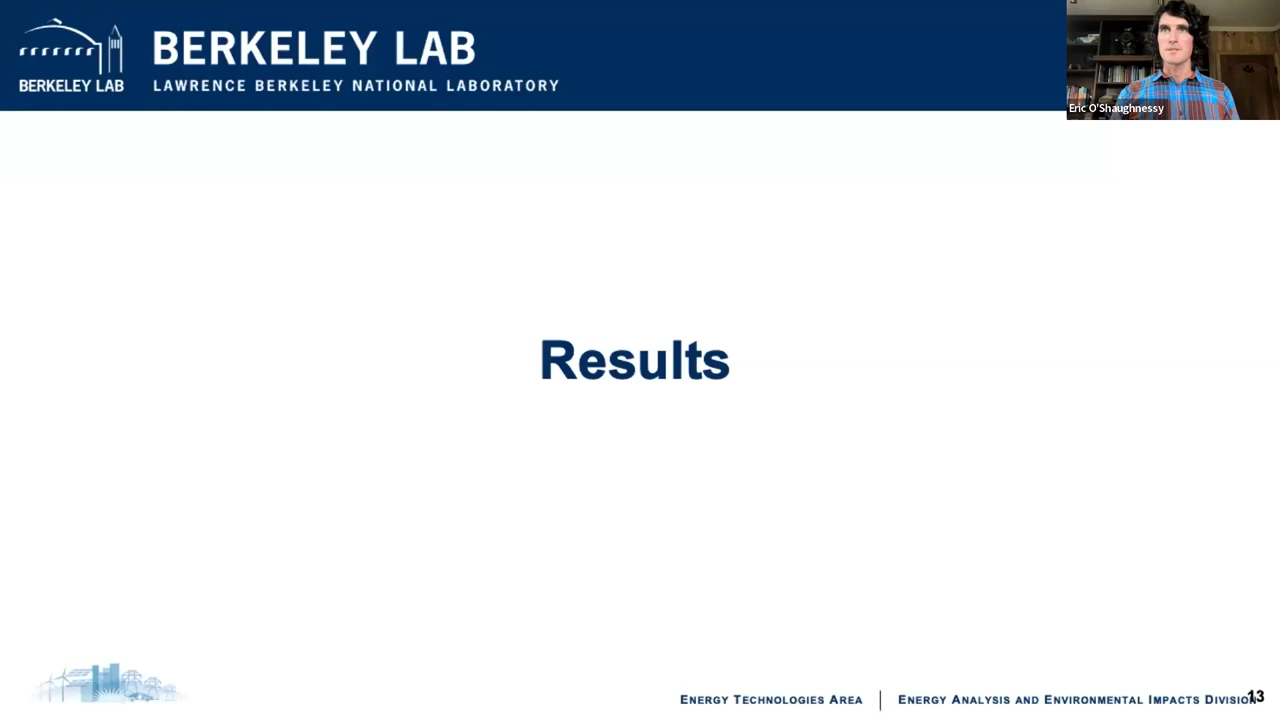 BERKELEY LAB
BERKELEY LAB
LAWRENCE BERKELEY NATIONAL LABORATORY
Eric O'Shaughnessy
Results
ENERGY TECHNOLOGIES AREA | ENERGY ANALYSIS AND ENVIRONMENTAL IMPACTS DIVISION
13